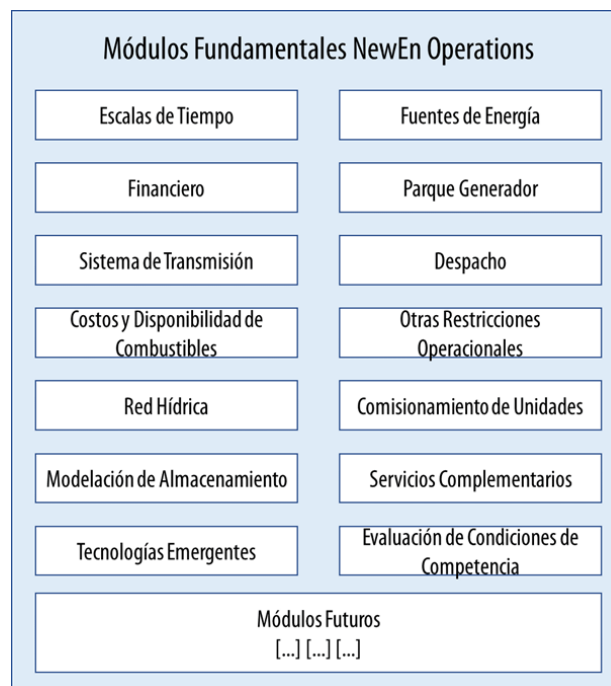 Módulos Fundamentales NewEn Operations
Escalas de Tiempo
Fuentes de Energía
Financiero
Parque Generador
Sistema de Transmisión
Despacho
Costos y Disponibilidad de
Combustibles
Otras Restricciones
Operacionales
Red Hídrica
Comisionamiento de Unidades
Modelación de Almacenamiento
Servicios Complementarios
Tecnologías Emergentes
Evaluación de Condiciones de
Competencia
Módulos Futuros
[...] [...] [...]